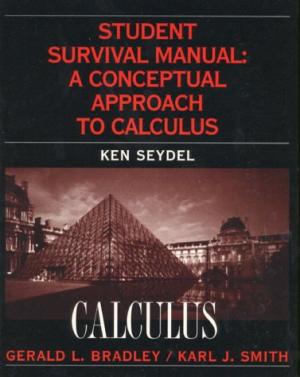 STUDENT
SURVIVAL MANUAL:
A CONCEPTUAL
APPROACH
TO CALCULUS
KEN SEYDEL
CALCULUS
GERALD L. BRADLEY / KARL J. SMITH